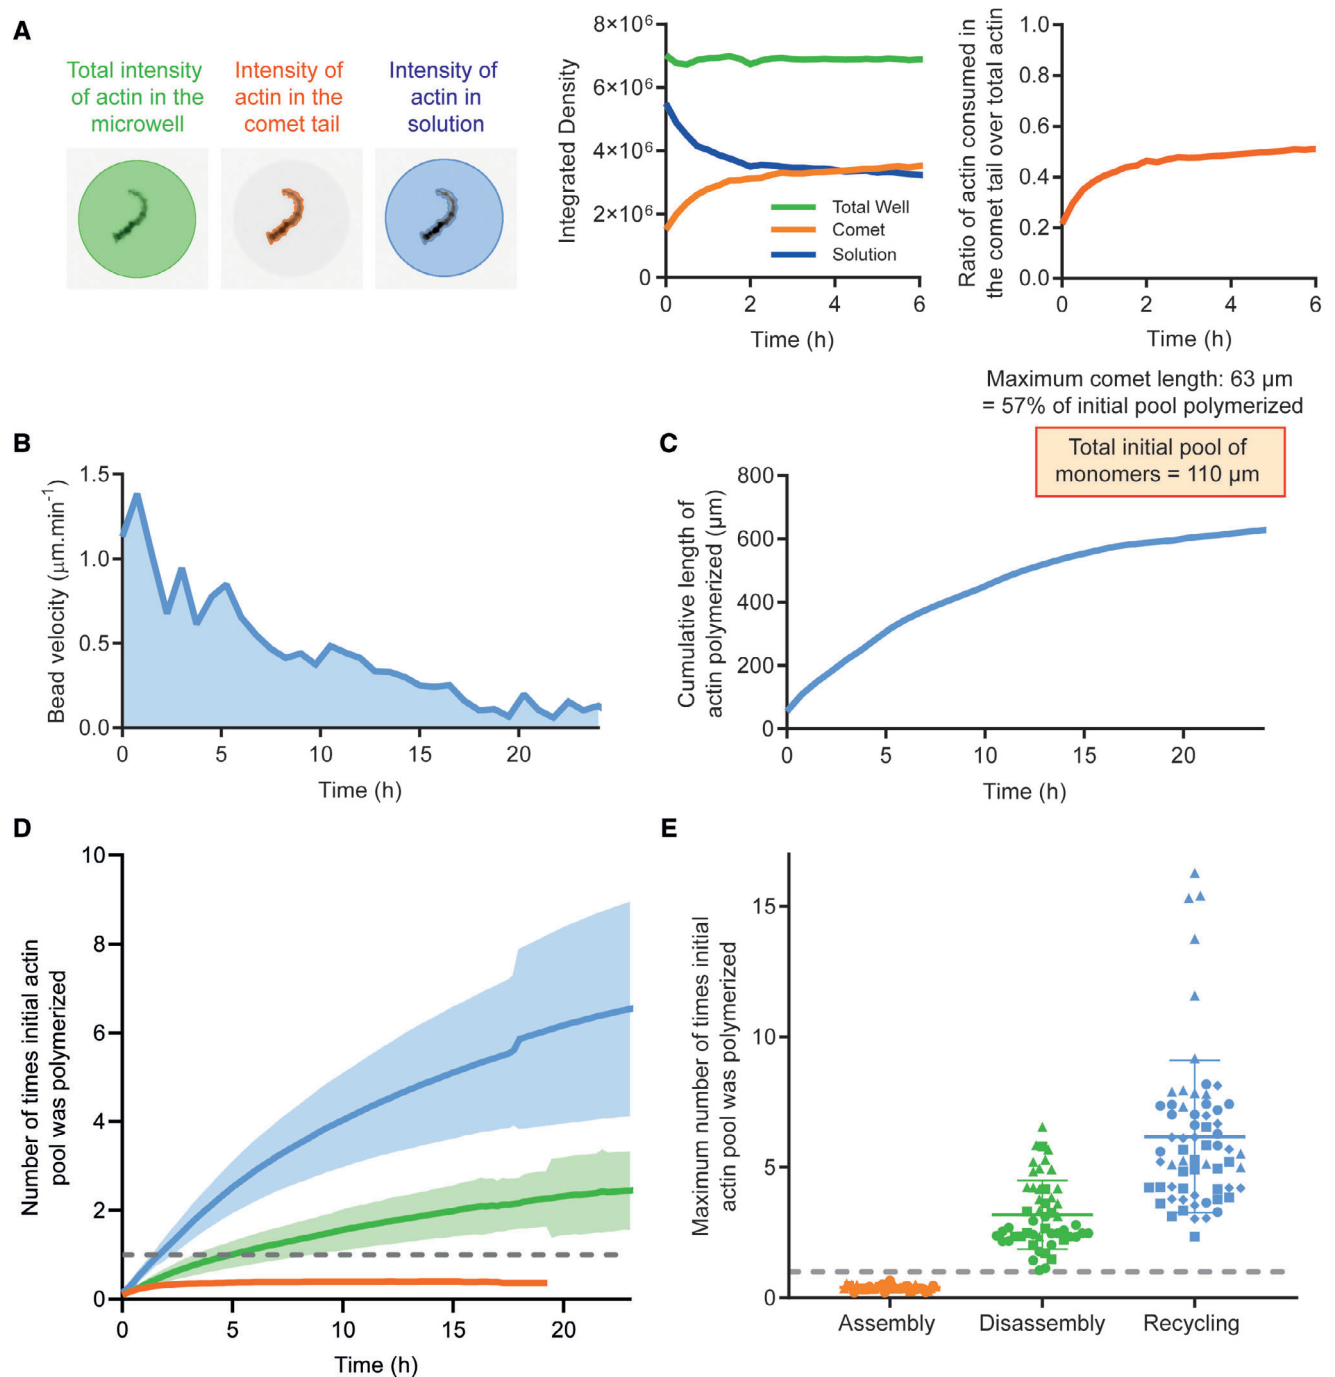 A
Total intensity
of actin in the
microwell
Intensity of
actin in the
comet tail
Intensity of
actin in
solution
Integrated Density
8×10⁶
6×10⁶
4×10⁶
2×10⁶
0
Total Well
Comet
Solution
0 2 4 6
Time (h)
Ratio of actin consumed in
the comet tail over total actin
1.0
0.8
0.6
0.4
0.2
0.0
0 2 4 6
Time (h)
Maximum comet length: 63 µm
= 57% of initial pool polymerized
Total initial pool of
monomers = 110 µm
B
Bead velocity (µm.min⁻¹)
1.5
1.0
0.5
0.0
0 5 10 15 20
Time (h)
C
Cumulative length of
actin polymerized (µm)
800
600
400
200
0
0 5 10 15 20
Time (h)
D
Number of times initial actin
pool was polymerized
10
8
6
4
2
0
0 5 10 15 20
Time (h)
E
Maximum number of times initial
actin pool was polymerized
15
10
5
0
Assembly Disassembly Recycling